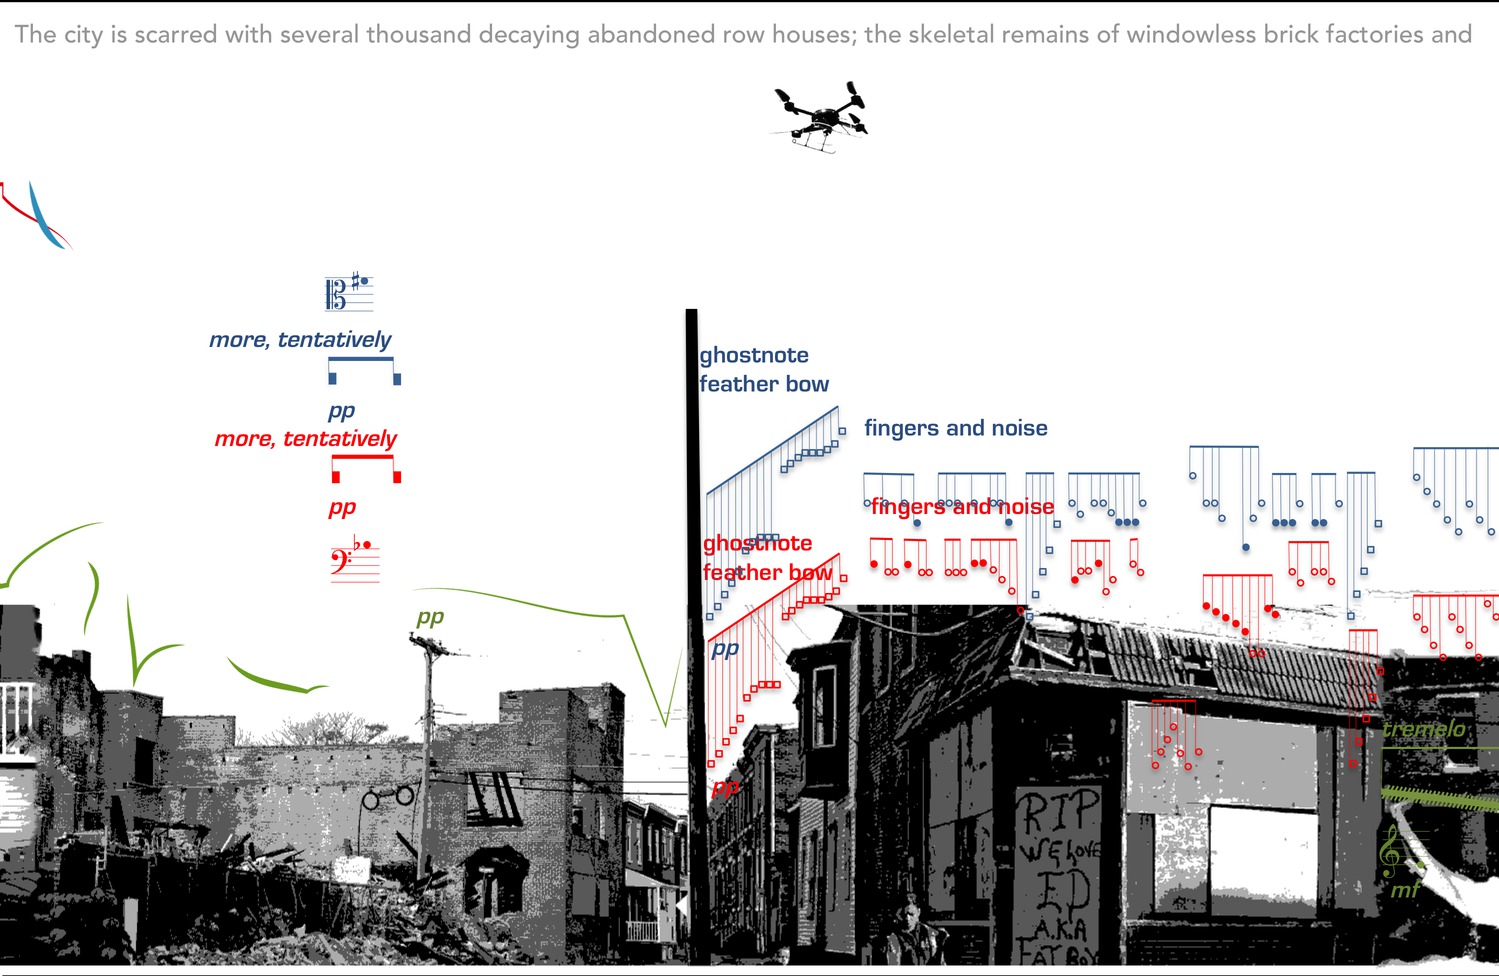 The city is scarred with several thousand decaying abandoned row houses; the skeletal remains of windowless brick factories and
more, tentatively
pp
more, tentatively
pp
pp
ghostnote
feather bow
fingers and noise
fingers and noise
ghostnote
feather bow
pp
pp
tremelo
mf
RIP
WE LOVE
ED
A.K.A
FAT BOY